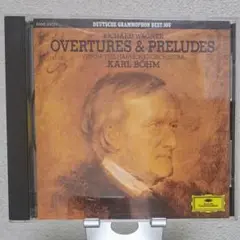 DEUTSCHE GRAMMOPHON BEST 100
RICHARD WAGNER
OVERTURES & PRELUDES
KARL BÖHM